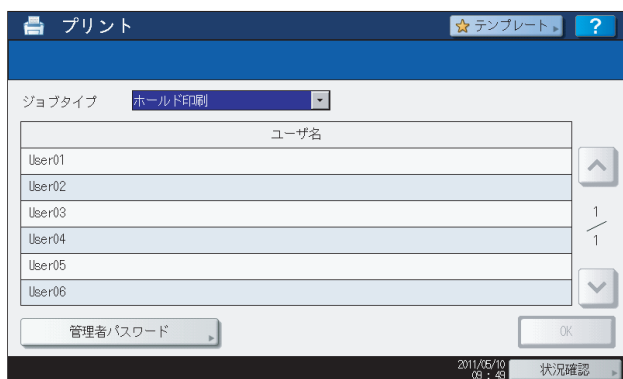 プリント
テンプレート
?
ジョブタイプ ホールド印刷
ユーザ名
User01
User02
User03
User04
User05
User06
1
1
管理者パスワード
OK
2011/05/10
09:49
状況確認